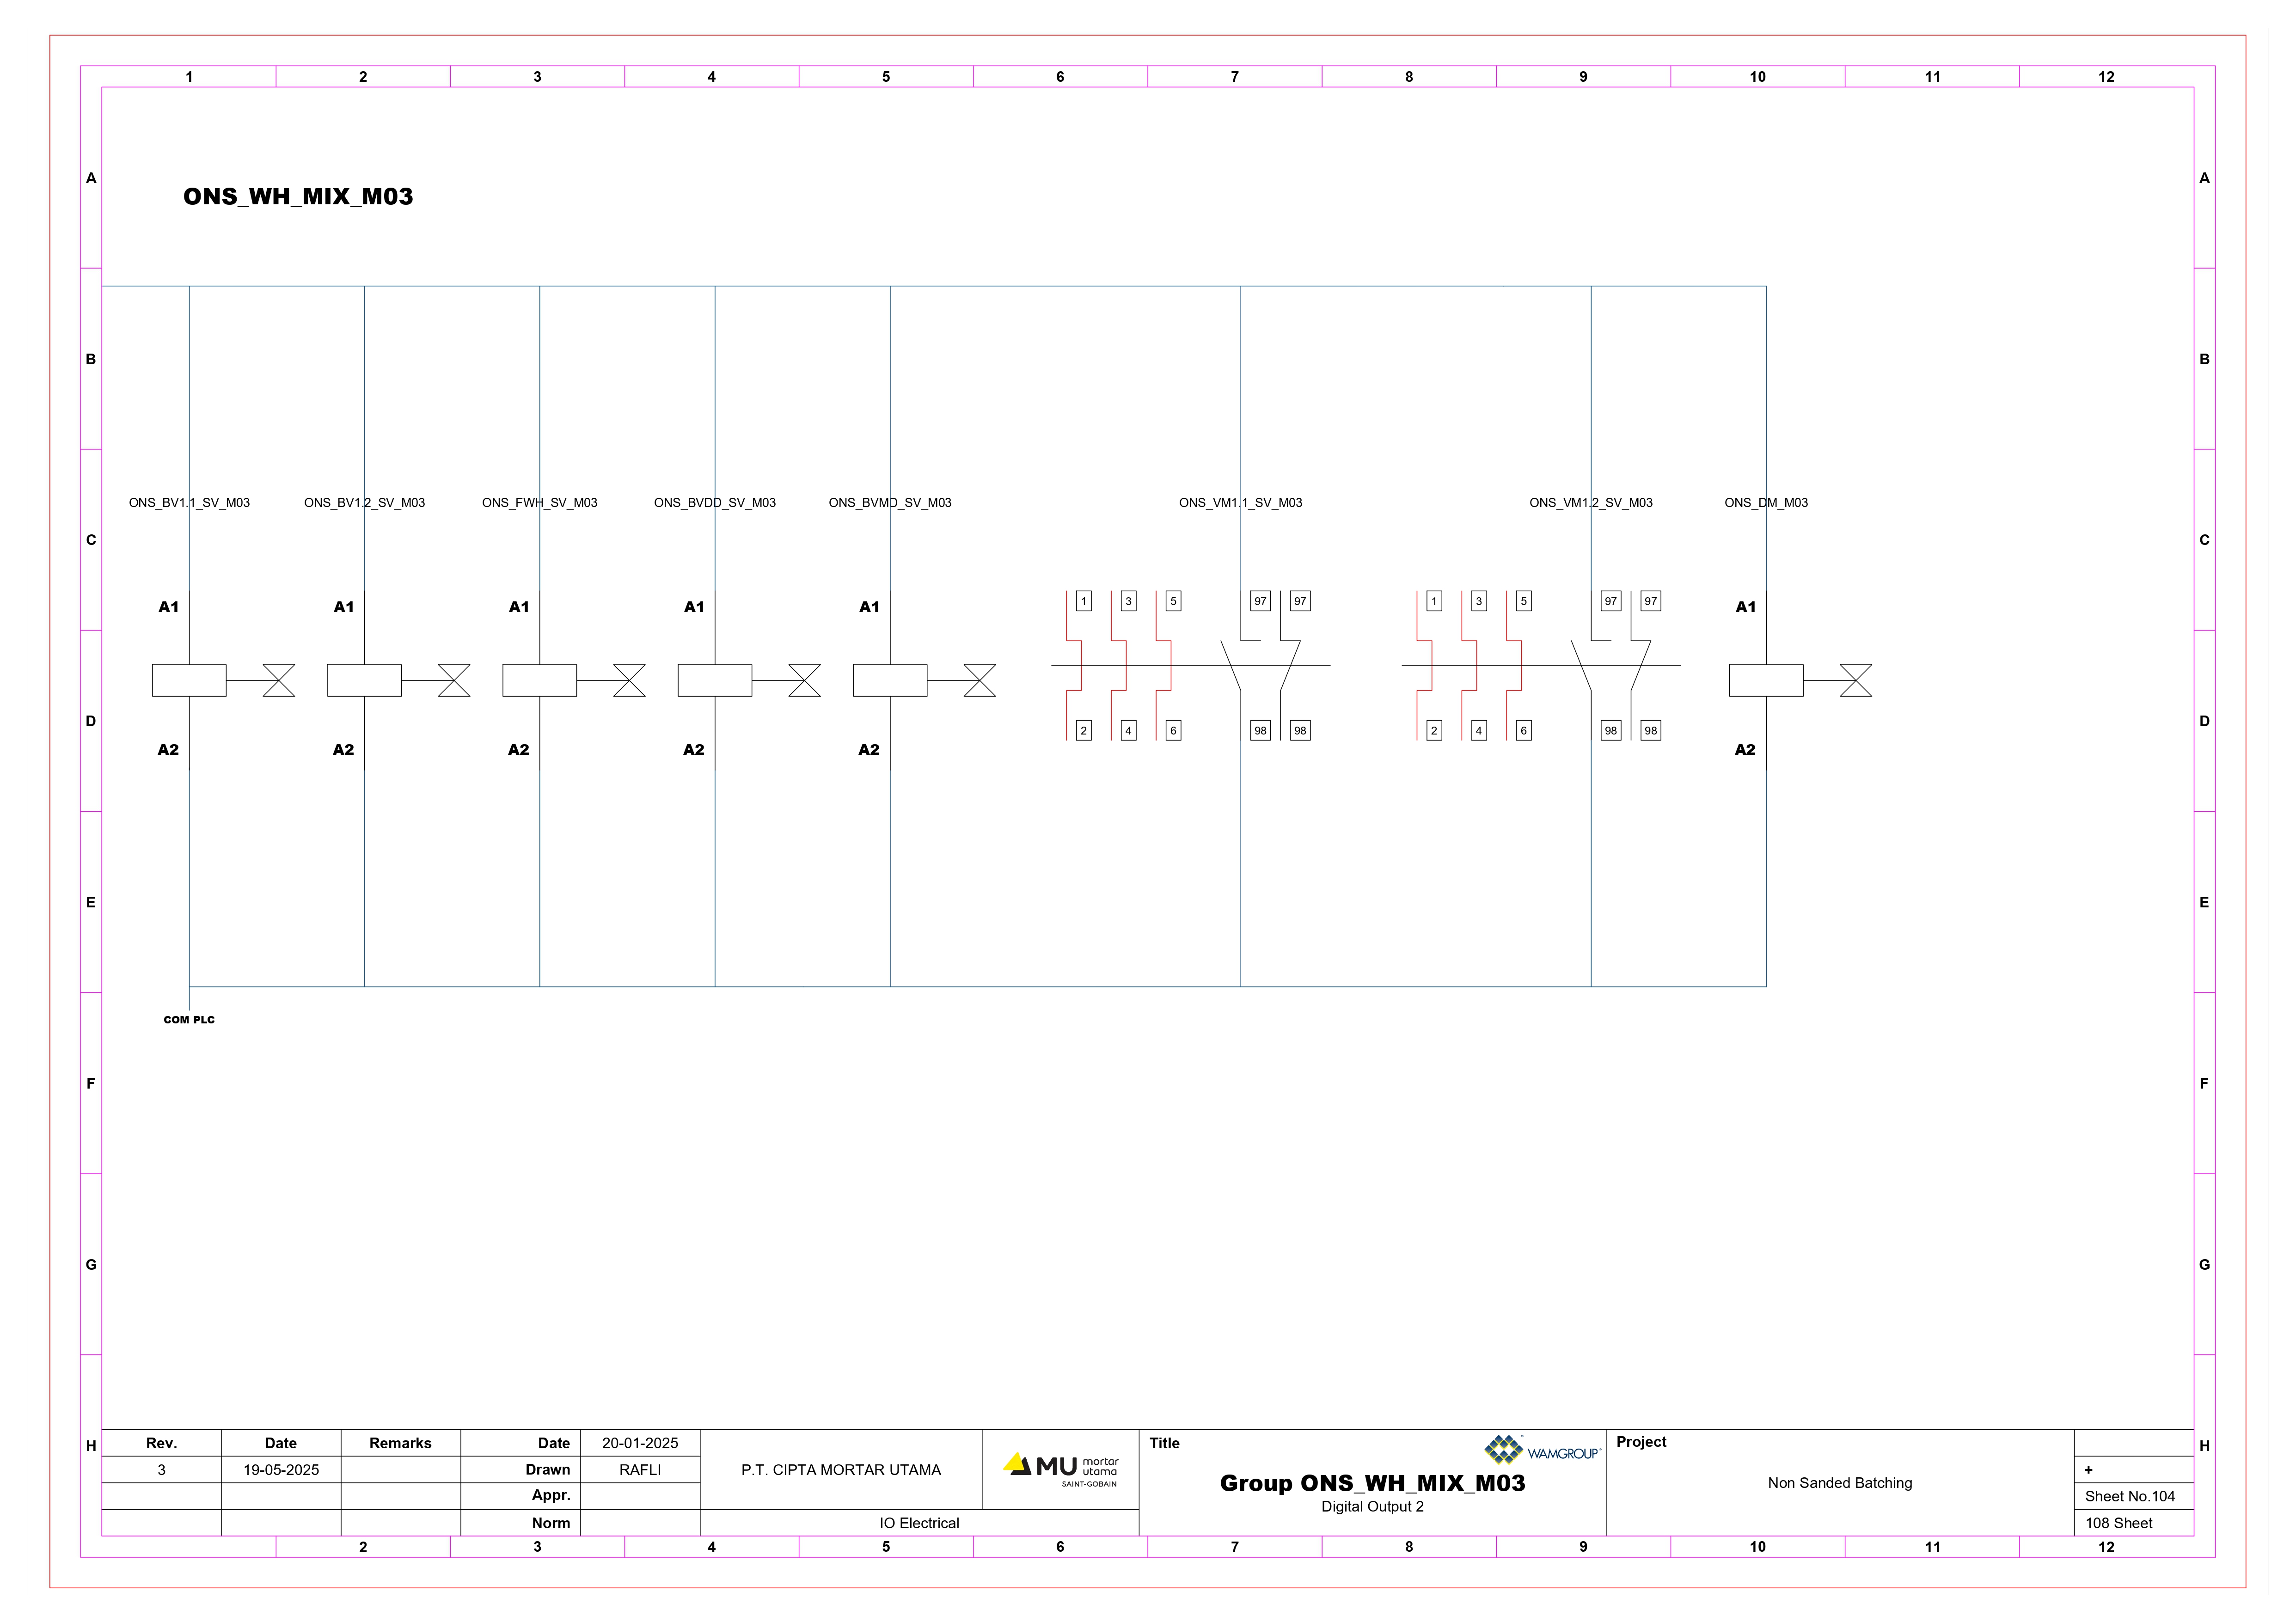 1 2 3 4 5 6 7 8 9 10 11 12
A A
ONS_WH_MIX_M03
B B
ONS_BV1.1_SV_M03 ONS_BV1.2_SV_M03 ONS_FWH_SV_M03 ONS_BVDD_SV_M03 ONS_BVMD_SV_M03 ONS_VM1.1_SV_M03 ONS_VM1.2_SV_M03 ONS_DM_M03
C C
A1 A1 A1 A1 A1 1 3 5 97 97 1 3 5 97 97 A1
D D
2 4 6 98 98 2 4 6 98 98
A2 A2 A2 A2 A2 A2
E E
COM PLC
F F
G G
H H
Rev. Date Remarks Date 20-01-2025
3 19-05-2025 Drawn RAFLI
Appr.
Norm
P.T. CIPTA MORTAR UTAMA
MU mortar
utama
SAINT-GOBAIN
IO Electrical
Title
WAMGROUP
Group ONS_WH_MIX_M03
Digital Output 2
Project
Non Sanded Batching
+
Sheet No.104
108 Sheet
2 3 4 5 6 7 8 9 10 11 12